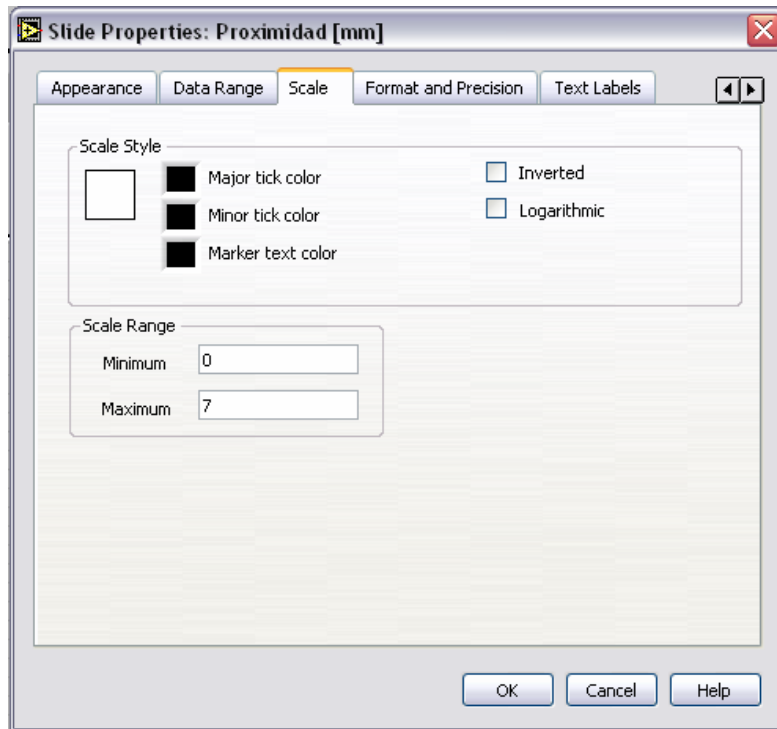 Slide Properties: Proximidad [mm]
Appearance Data Range Scale Format and Precision Text Labels
Scale Style
Major tick color
Inverted
Minor tick color
Logarithmic
Marker text color
Scale Range
Minimum 0
Maximum 7
OK Cancel Help